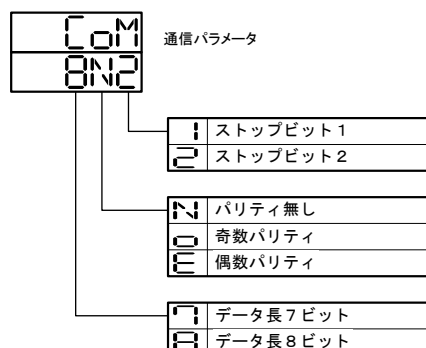 CoM 通信パラメータ
8N2
1 ストップビット1
2 ストップビット2
N パリティ無し
o 奇数パリティ
E 偶数パリティ
7 データ長7ビット
8 データ長8ビット